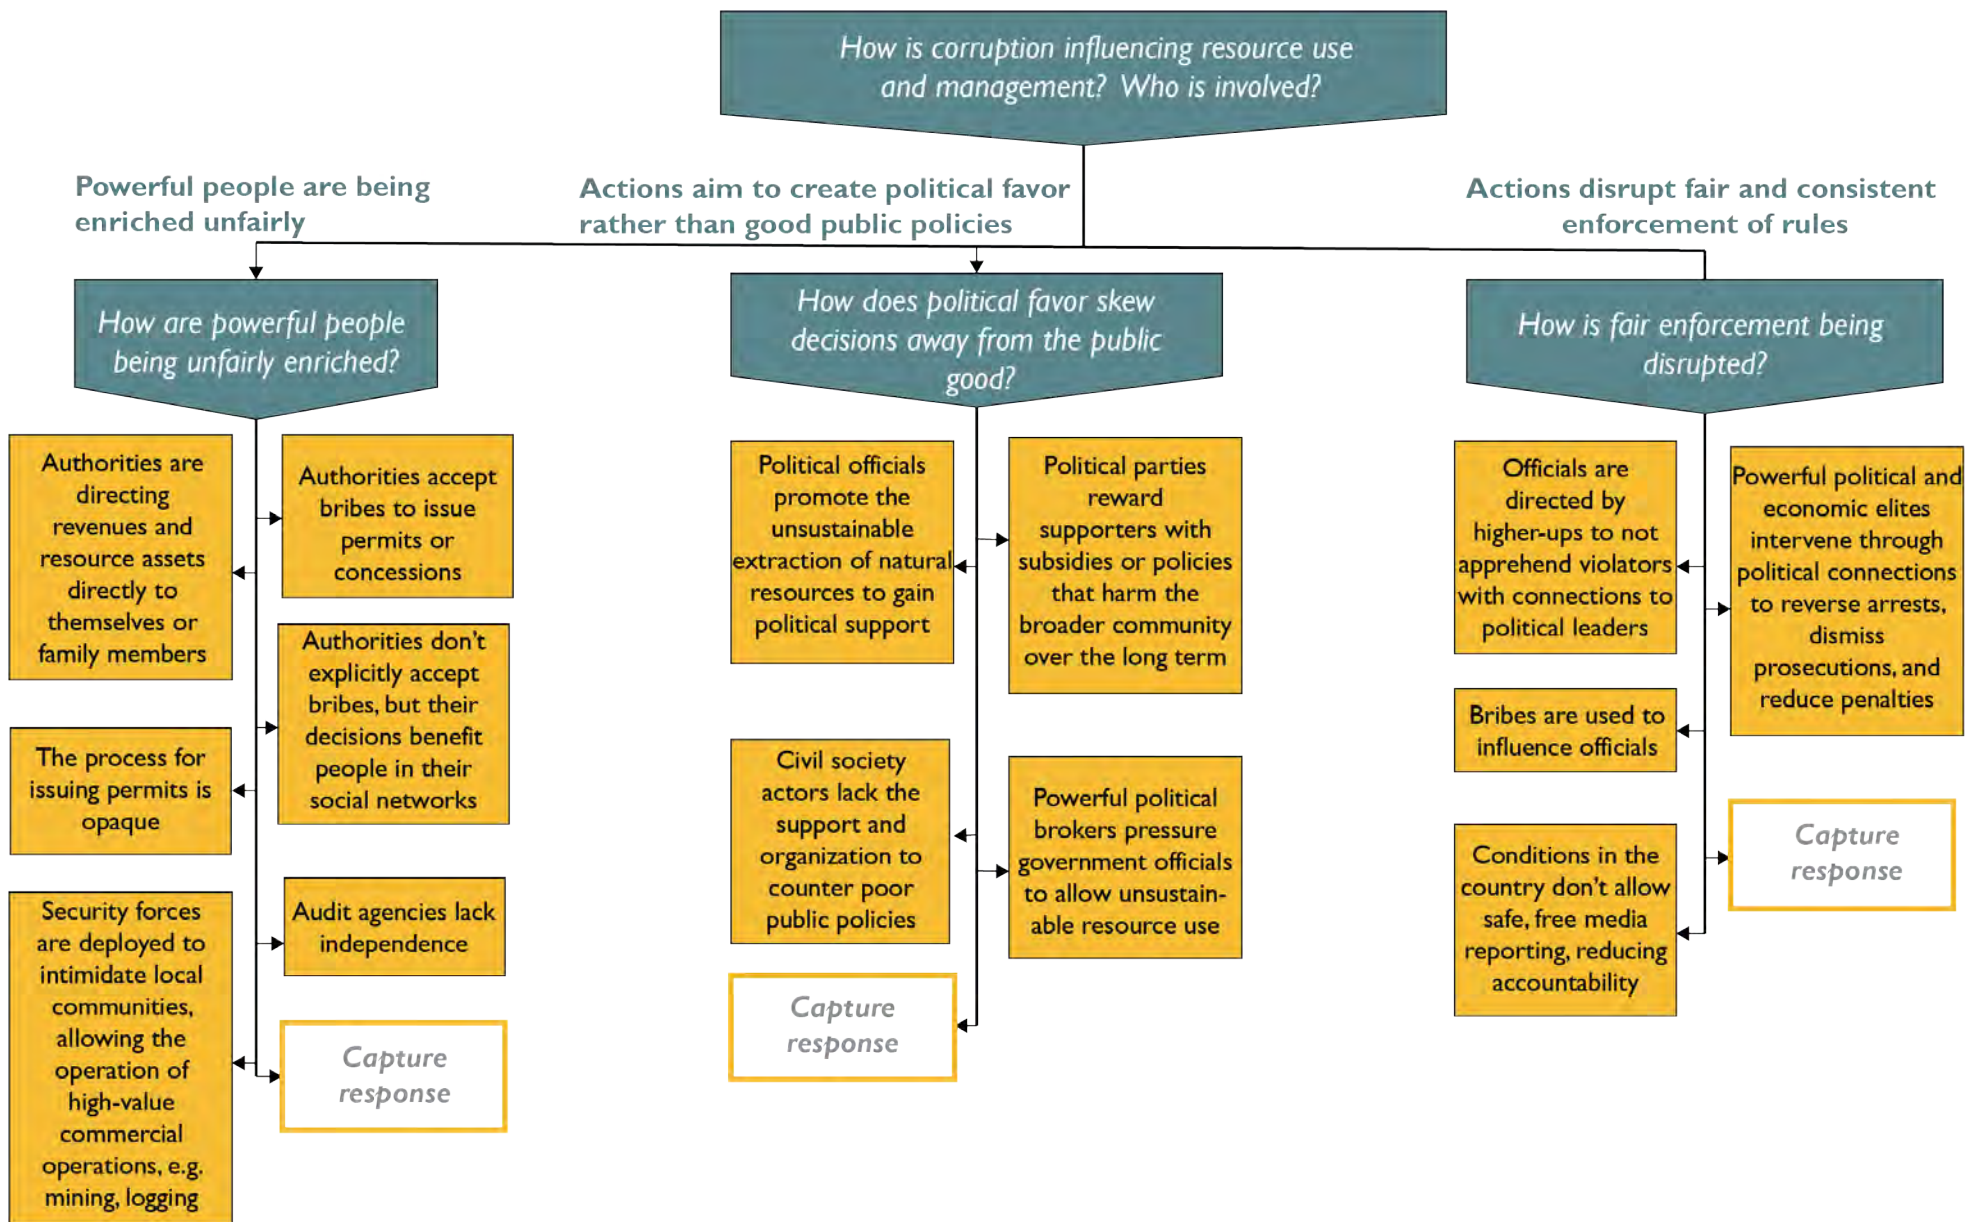 How is corruption influencing resource use
and management? Who is involved?
Powerful people are being
enriched unfairly
Actions aim to create political favor
rather than good public policies
Actions disrupt fair and consistent
enforcement of rules
How are powerful people
being unfairly enriched?
How does political favor skew
decisions away from the public
good?
How is fair enforcement being
disrupted?
Authorities are
directing
revenues and
resource assets
directly to
themselves or
family members
Authorities accept
bribes to issue
permits or
concessions
Authorities don't
explicitly accept
bribes, but their
decisions benefit
people in their
social networks
The process for
issuing permits is
opaque
Security forces
are deployed to
intimidate local
communities,
allowing the
operation of
high-value
commercial
operations, e.g.
mining, logging
Audit agencies lack
independence
Capture
response
Political officials
promote the
unsustainable
extraction of natural
resources to gain
political support
Political parties
reward
supporters with
subsidies or policies
that harm the
broader community
over the long term
Civil society
actors lack the
support and
organization to
counter poor
public policies
Powerful political
brokers pressure
government officials
to allow unsustain-
able resource use
Capture
response
Officials are
directed by
higher-ups to not
apprehend violators
with connections to
political leaders
Powerful political and
economic elites
intervene through
political connections
to reverse arrests,
dismiss
prosecutions, and
reduce penalties
Bribes are used to
influence officials
Capture
response
Conditions in the
country don't allow
safe, free media
reporting, reducing
accountability